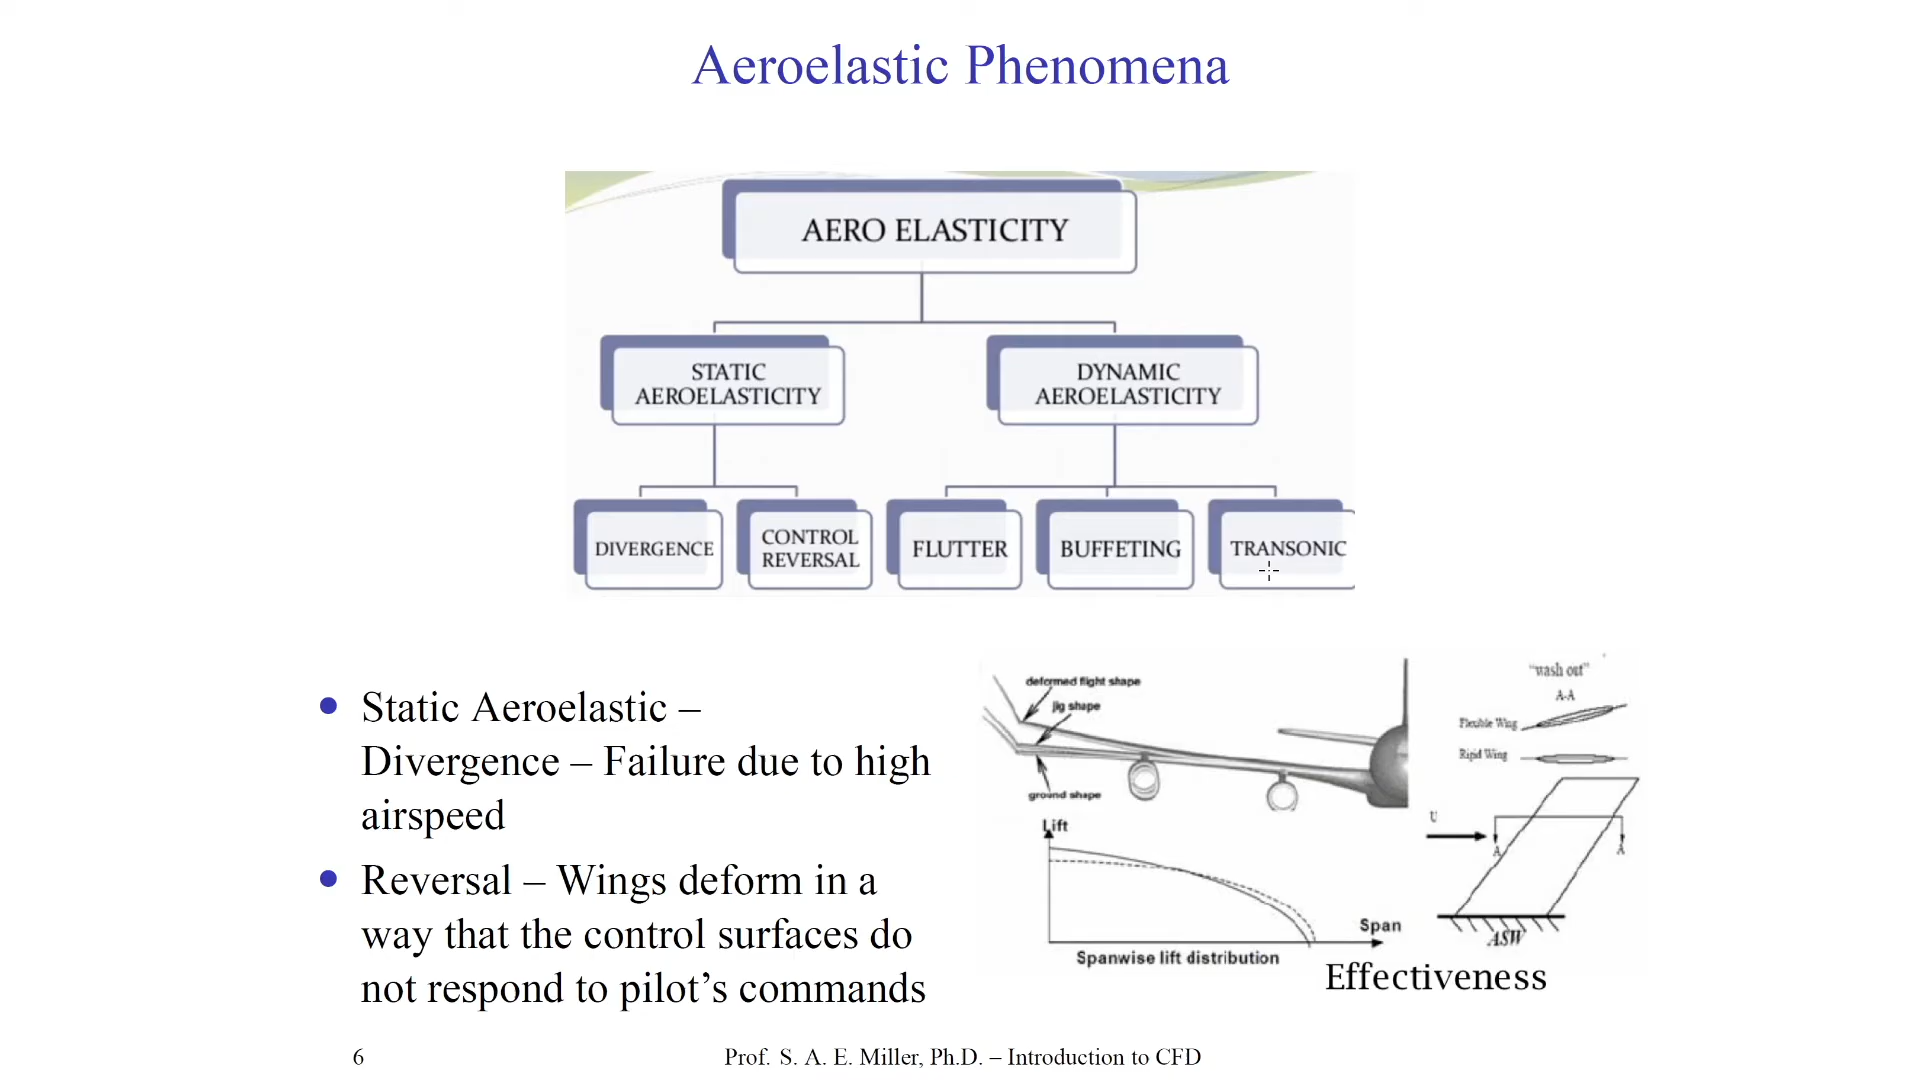 Aeroelastic Phenomena
AERO ELASTICITY
STATIC
AEROELASTICITY
DYNAMIC
AEROELASTICITY
DIVERGENCE
CONTROL
REVERSAL
FLUTTER
BUFFETING
TRANSONIC
• Static Aeroelastic –
Divergence – Failure due to high
airspeed
• Reversal – Wings deform in a
way that the control surfaces do
not respond to pilot’s commands
deformed flight shape
jig shape
ground shape
Lift
Span
Spanwise lift distribution
"wash out"
A-A
Flexible Wing
Rigid Wing
U
A
A
ASW
Effectiveness
6
Prof. S. A. E. Miller, Ph.D. – Introduction to CFD